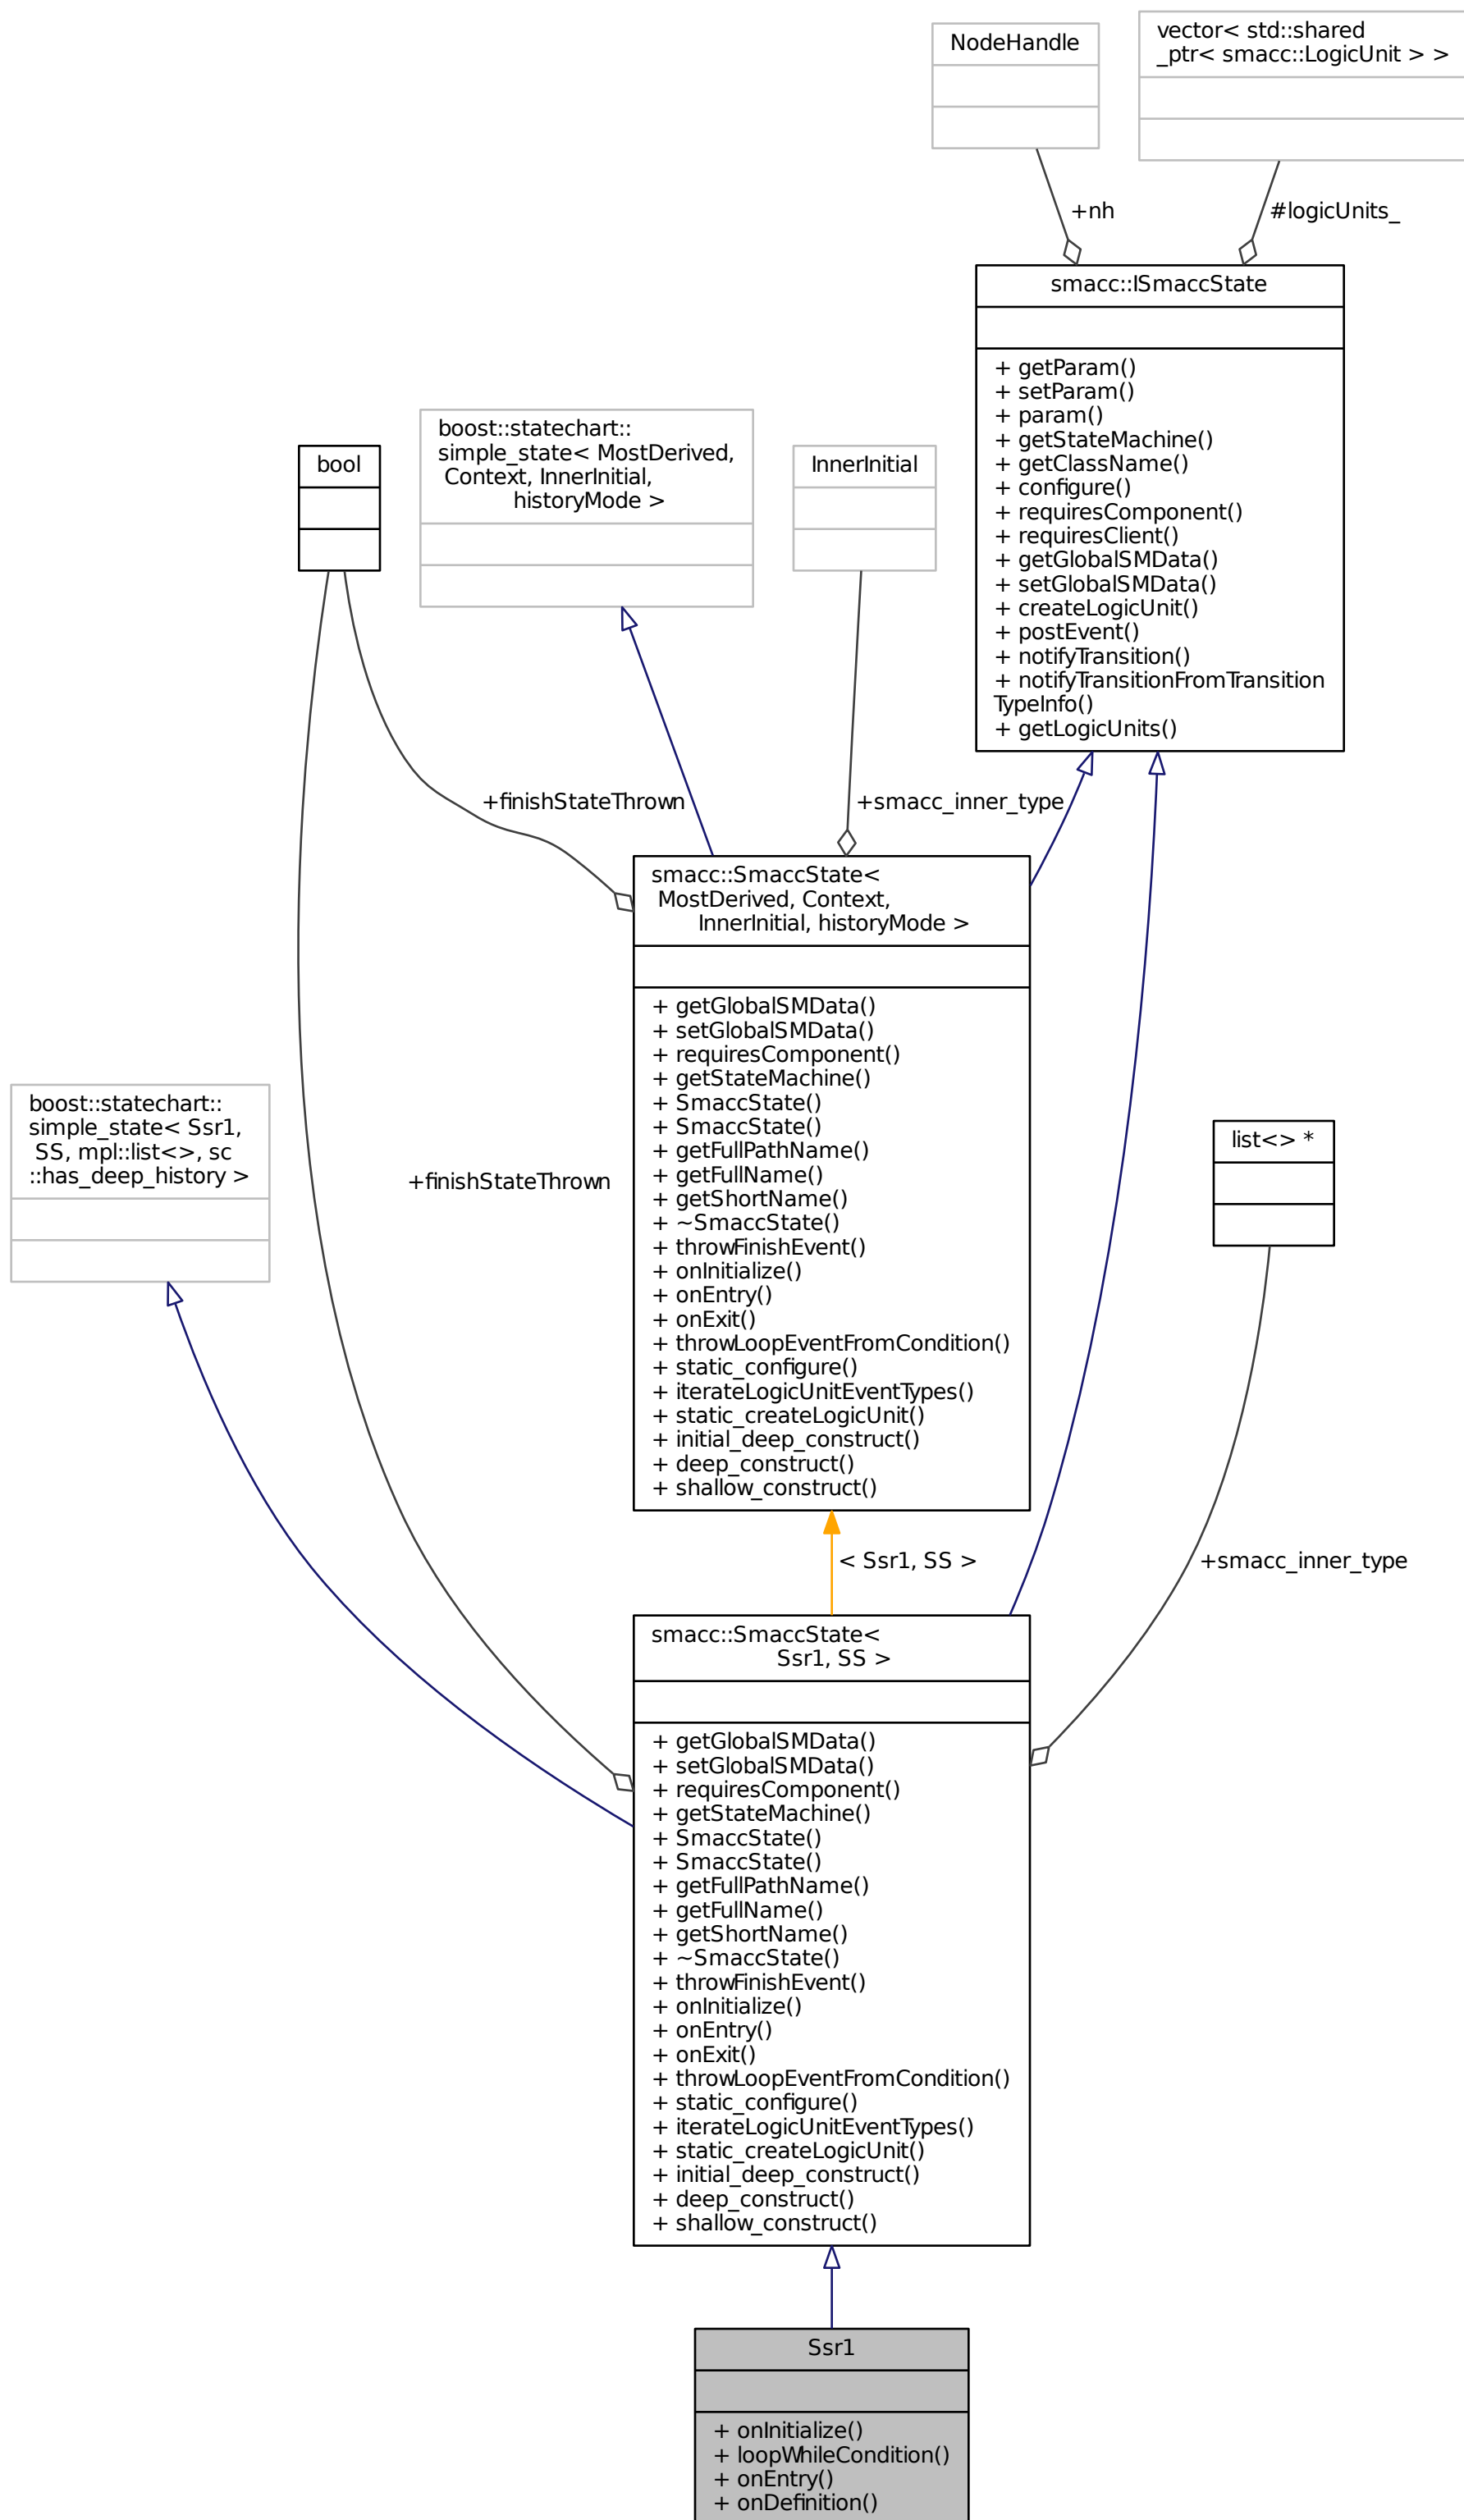 NodeHandle
vector< std::shared
_ptr< smacc::LogicUnit > >
+nh
#logicUnits_
smacc::ISmaccState
+ getParam()
+ setParam()
+ param()
+ getStateMachine()
+ getClassName()
+ configure()
+ requiresComponent()
+ requiresClient()
+ getGlobalSMData()
+ setGlobalSMData()
+ createLogicUnit()
+ postEvent()
+ notifyTransition()
+ notifyTransitionFromTransition
TypeInfo()
+ getLogicUnits()
bool
boost::statechart::
simple_state< MostDerived,
Context, InnerInitial,
historyMode >
InnerInitial
+finishStateThrown
+smacc_inner_type
smacc::SmaccState<
MostDerived, Context,
InnerInitial, historyMode >
+ getGlobalSMData()
+ setGlobalSMData()
+ requiresComponent()
+ getStateMachine()
+ SmaccState()
+ SmaccState()
+ getFullPathName()
+ getFullName()
+ getShortName()
+ ~SmaccState()
+ throwFinishEvent()
+ onInitialize()
+ onEntry()
+ onExit()
+ throwLoopEventFromCondition()
+ static_configure()
+ iterateLogicUnitEventTypes()
+ static_createLogicUnit()
+ initial_deep_construct()
+ deep_construct()
+ shallow_construct()
boost::statechart::
simple_state< Ssr1,
SS, mpl::list<>, sc
::has_deep_history >
+finishStateThrown
list<> *
< Ssr1, SS >
+smacc_inner_type
smacc::SmaccState<
Ssr1, SS >
+ getGlobalSMData()
+ setGlobalSMData()
+ requiresComponent()
+ getStateMachine()
+ SmaccState()
+ SmaccState()
+ getFullPathName()
+ getFullName()
+ getShortName()
+ ~SmaccState()
+ throwFinishEvent()
+ onInitialize()
+ onEntry()
+ onExit()
+ throwLoopEventFromCondition()
+ static_configure()
+ iterateLogicUnitEventTypes()
+ static_createLogicUnit()
+ initial_deep_construct()
+ deep_construct()
+ shallow_construct()
Ssr1
+ onInitialize()
+ loopWhileCondition()
+ onEntry()
+ onDefinition()